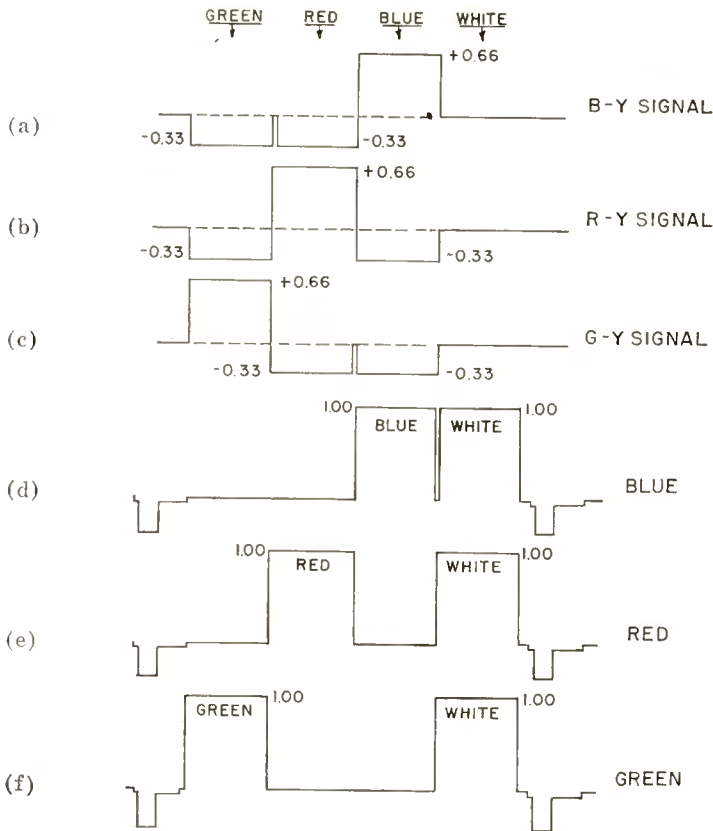 GREEN RED BLUE WHITE
+0.66
(a) B-Y SIGNAL
-0.33 -0.33
+0.66
(b) R-Y SIGNAL
-0.33 -0.33
+0.66
(c) G-Y SIGNAL
-0.33 -0.33
1.00 1.00
BLUE WHITE
(d) BLUE
1.00 1.00
RED WHITE
(e) RED
1.00 1.00
GREEN WHITE
(f) GREEN